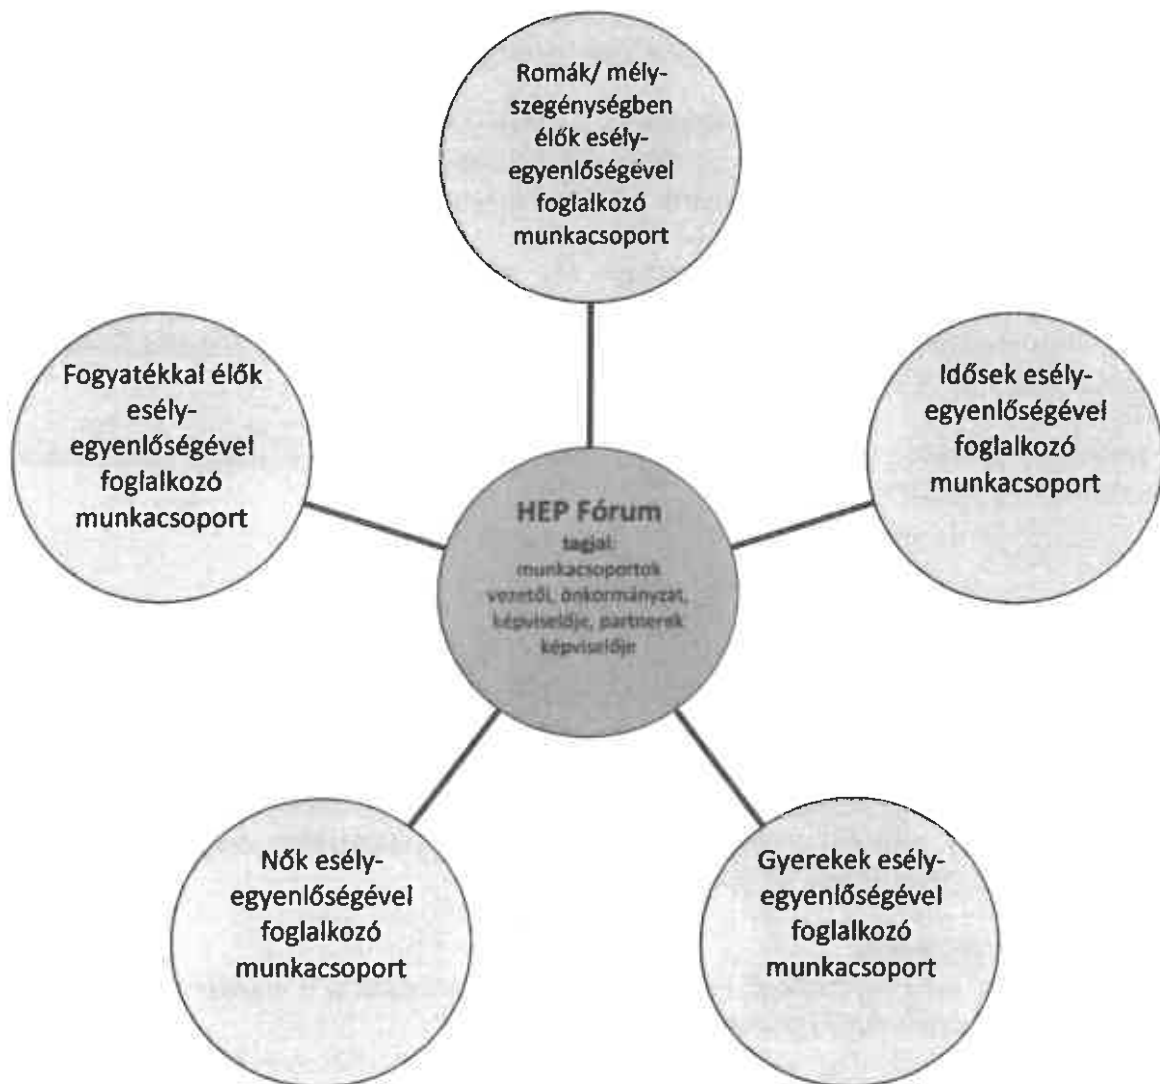 Romák/ mély-
szegénységben
élők esély-
egyenlőségével
foglalkozó
munkacsoport
Fogyatékkal élők
esély-
egyenlőségével
foglalkozó
munkacsoport
Idősek esély-
egyenlőségével
foglalkozó
munkacsoport
HEP Fórum
tagjai:
munkacsoportok
vezetői, önkormányzat,
képviselője, partnerek
képviselője
Nők esély-
egyenlőségével
foglalkozó
munkacsoport
Gyerekek esély-
egyenlőségével
foglalkozó
munkacsoport